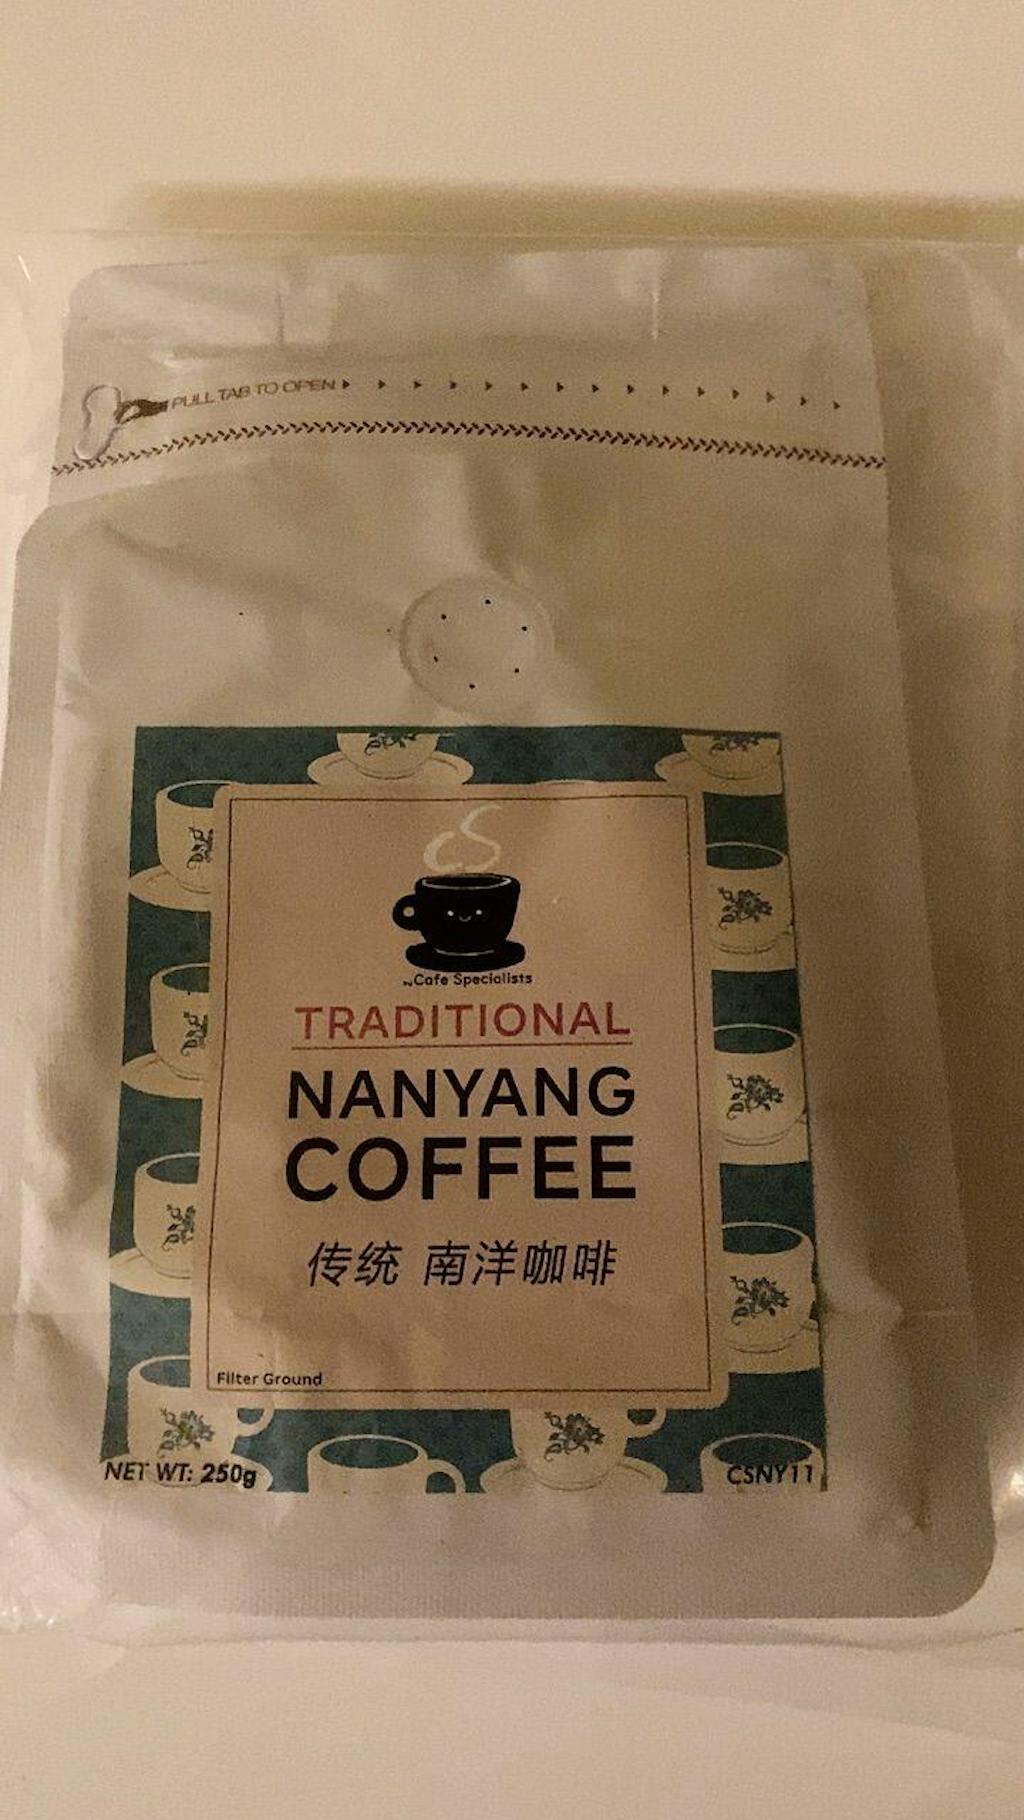 PULL TAB TO OPEN
cS
by Cafe Specialists
TRADITIONAL
NANYANG
COFFEE
传统 南洋咖啡
Filter Ground
NET WT: 250g
CSNY11